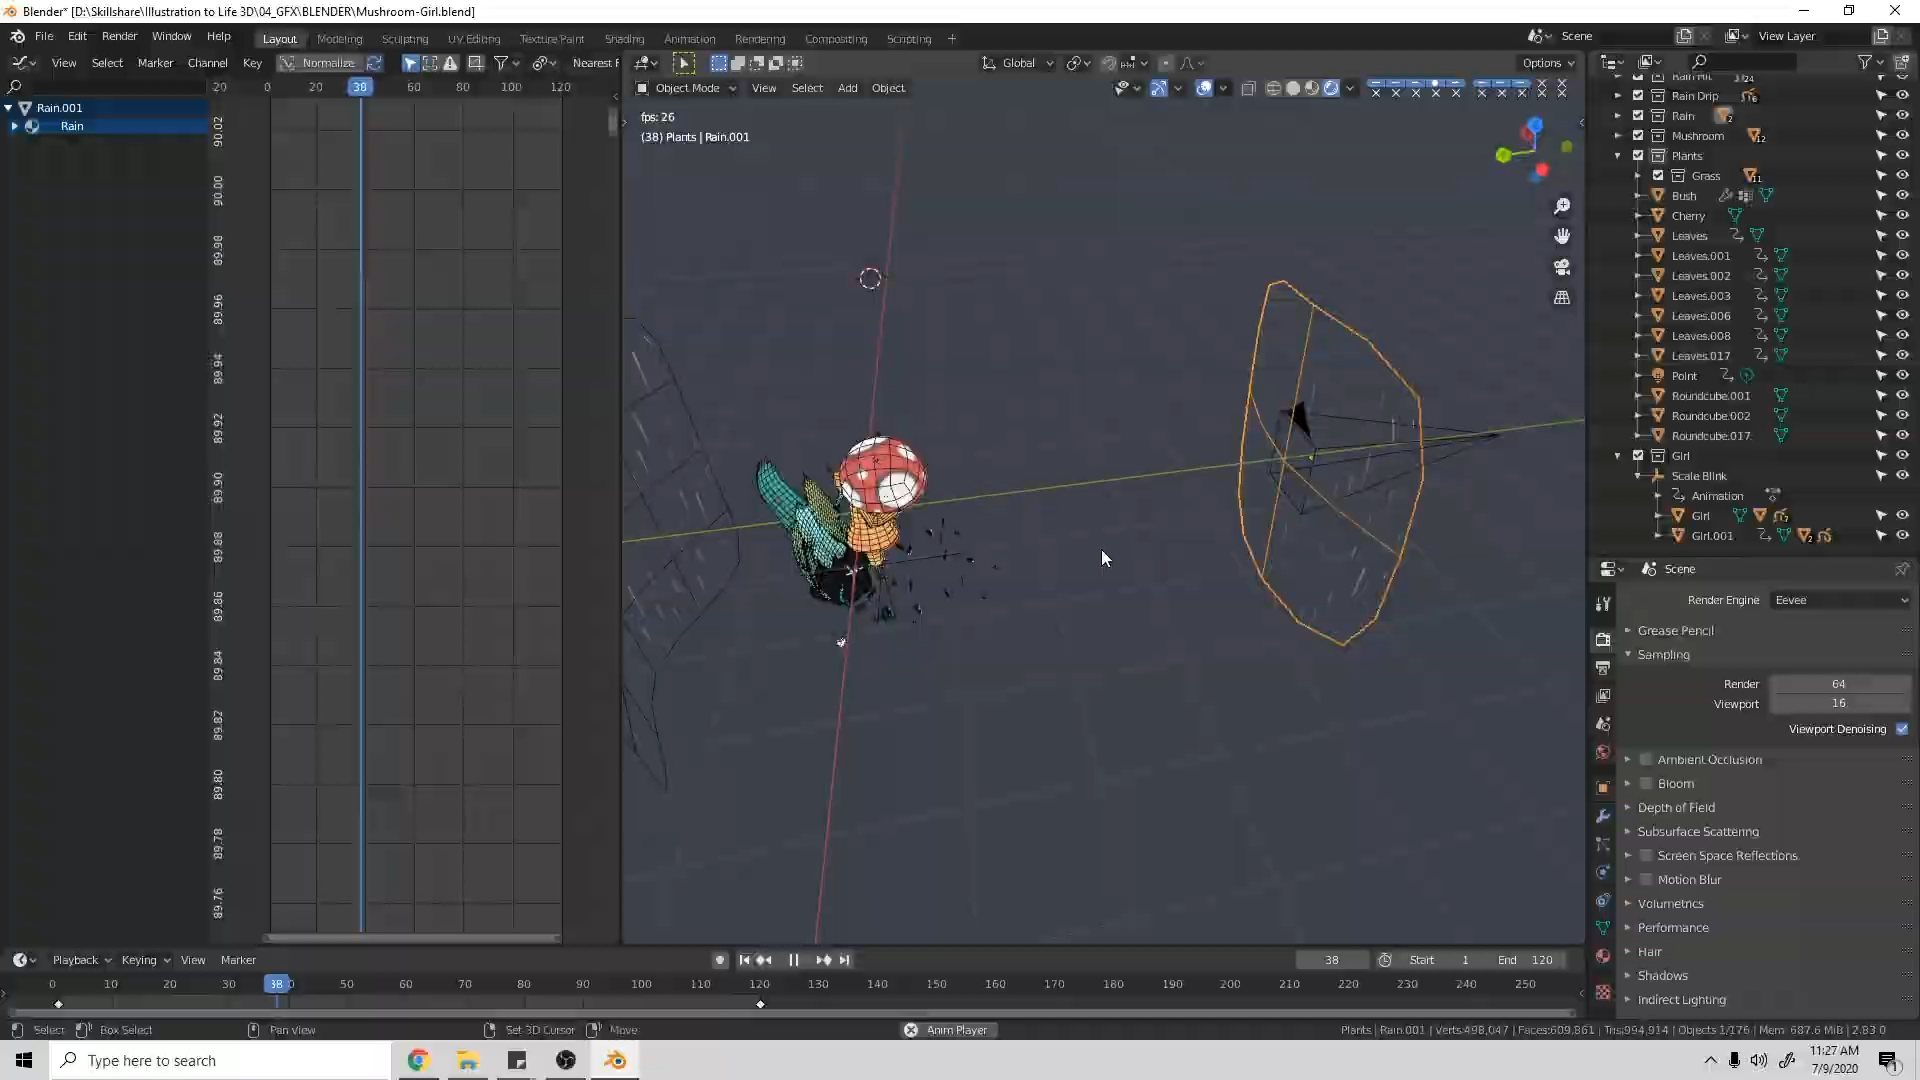 Blender* [D:\Skillshare\Illustration to Life 3D\04_GFX\BLENDER\Mushroom-Girl.blend]
File Edit Render Window Help Layout Modeling Sculpting UV Editing Texture Paint Shading Animation Rendering Compositing Scripting + Scene View Layer
View Select Marker Channel Key Normalize Nearest F Global Options
-20 0 20 38 60 80 100 120
Object Mode View Select Add Object
Rain.001
Rain
fps: 26
(38) Plants | Rain.001
90.02
90.00
89.98
89.96
89.94
89.92
89.90
89.88
89.86
89.84
89.82
89.80
89.78
89.76
Rain Hit 24
Rain Drip 16
Rain 2
Mushroom 12
Plants
Grass 11
Bush
Cherry
Leaves
Leaves.001
Leaves.002
Leaves.003
Leaves.006
Leaves.008
Leaves.017
Point
Roundcube.001
Roundcube.002
Roundcube.017
Girl
Scale Blink
Animation
Girl
Girl.001 2
Scene
Render Engine Eevee
Grease Pencil
Sampling
Render 64
Viewport 16
Viewport Denoising
Ambient Occlusion
Bloom
Depth of Field
Subsurface Scattering
Screen Space Reflections
Motion Blur
Volumetrics
Performance
Hair
Shadows
Indirect Lighting
Playback Keying View Marker 38 Start 1 End 120
0 10 20 38 0 50 60 70 80 90 100 110 120 130 140 150 160 170 180 190 200 210 220 230 240 250
Select Box Select Pan View Set 3D Cursor Move Anim Player Plants | Rain.001 | Verts:498,047 | Faces:609,861 | Tris:994,914 | Objects 1/176 | Mem: 687.6 MiB | 2.83.0
Type here to search
11:27 AM
7/9/2020
1